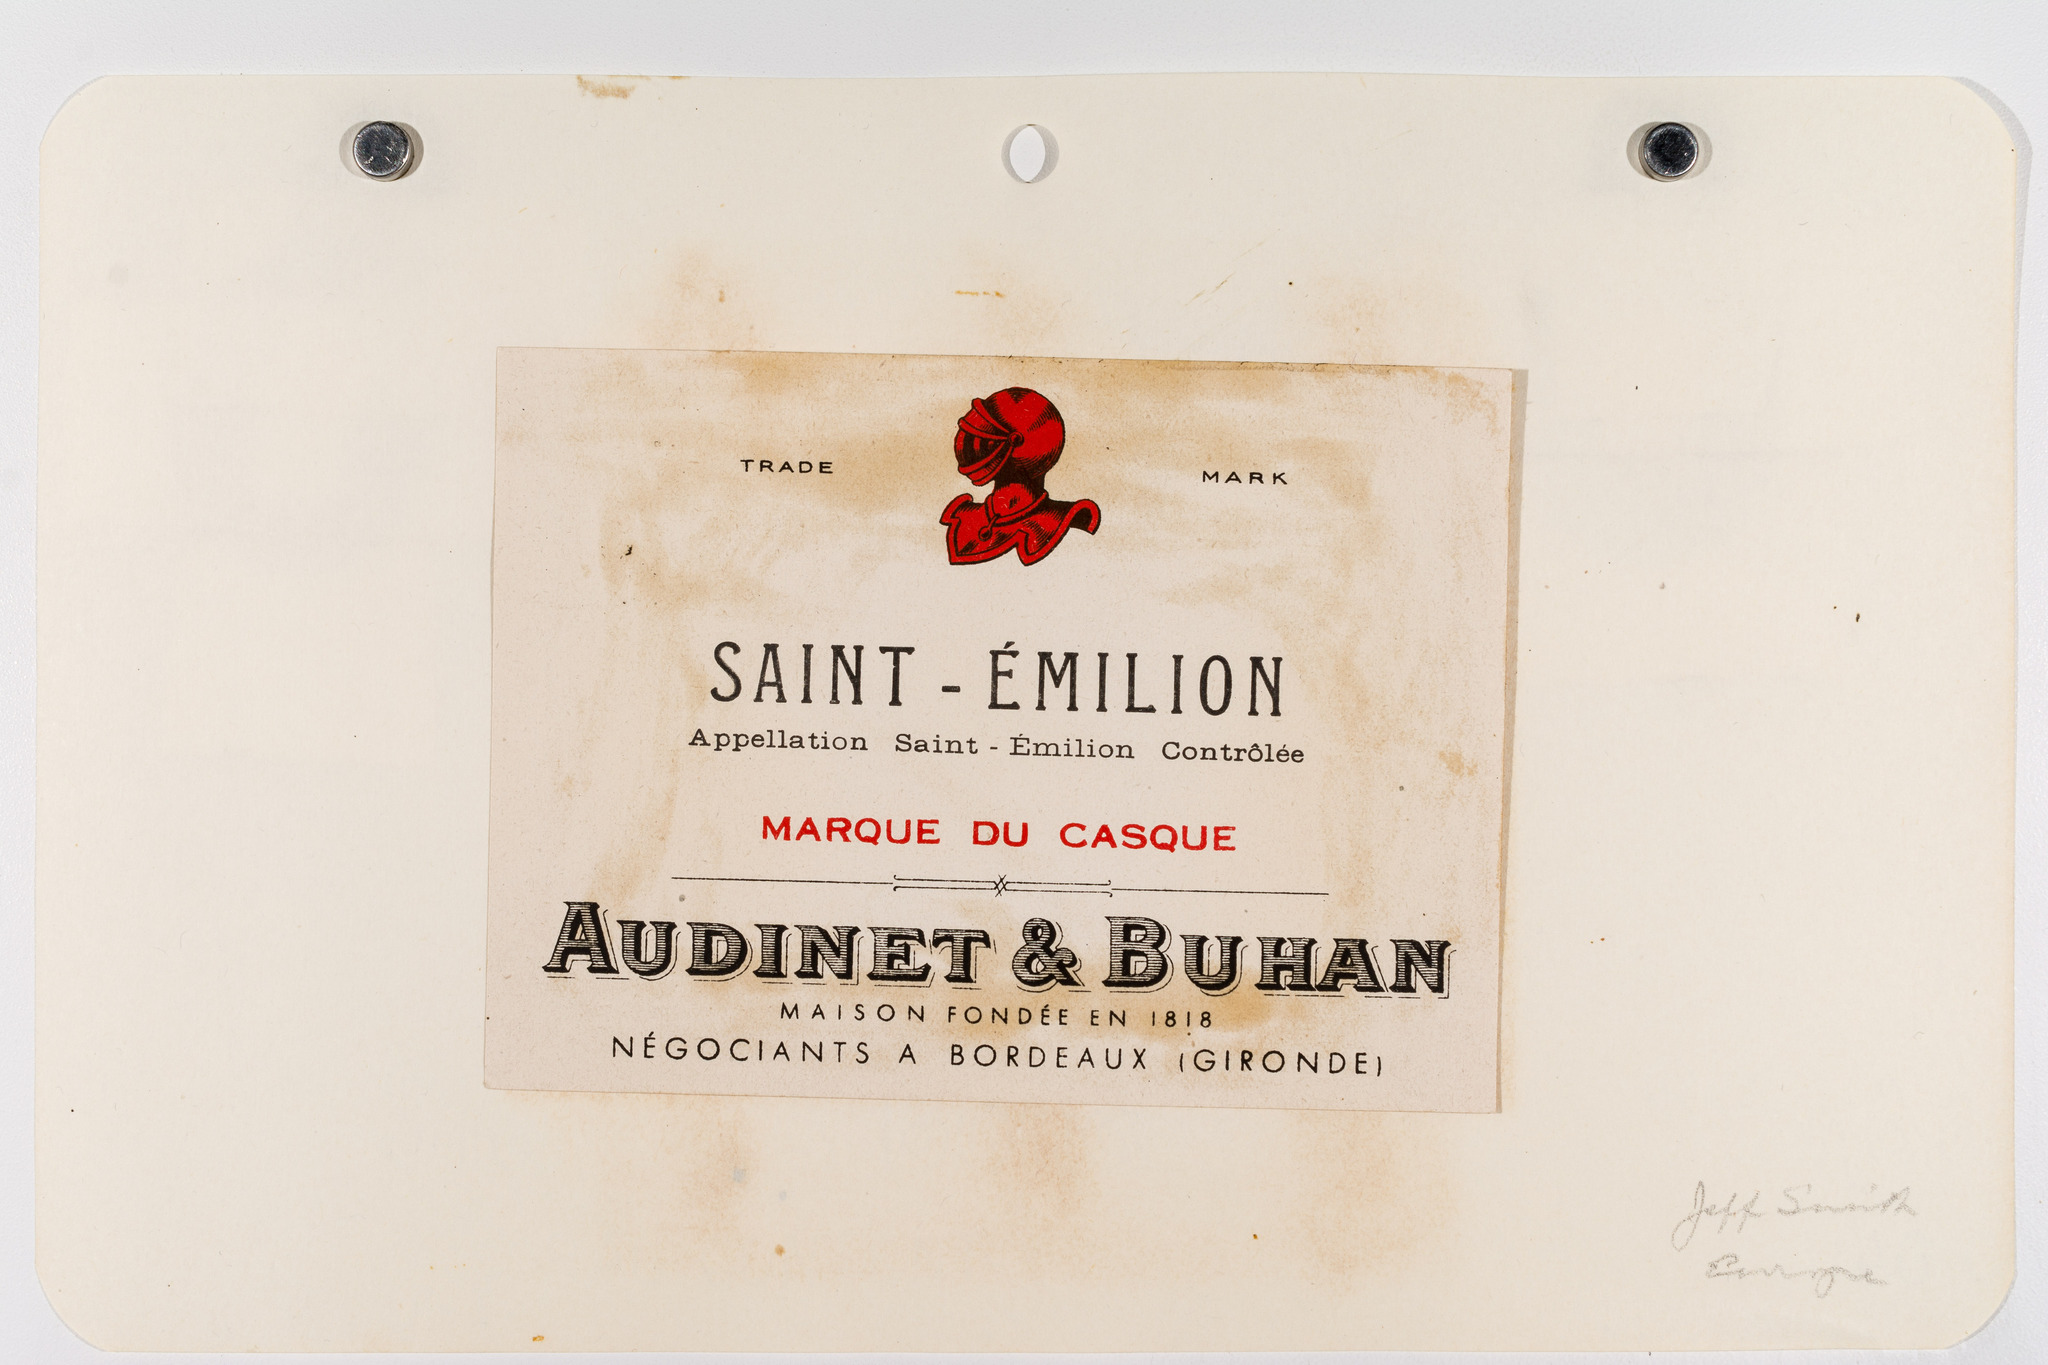 TRADE MARK
SAINT - ÉMILION
Appellation Saint - Émilion Contrôlée
MARQUE DU CASQUE
AUDINET & BUHAN
MAISON FONDÉE EN 1818
NÉGOCIANTS A BORDEAUX (GIRONDE)
Jeff Smith